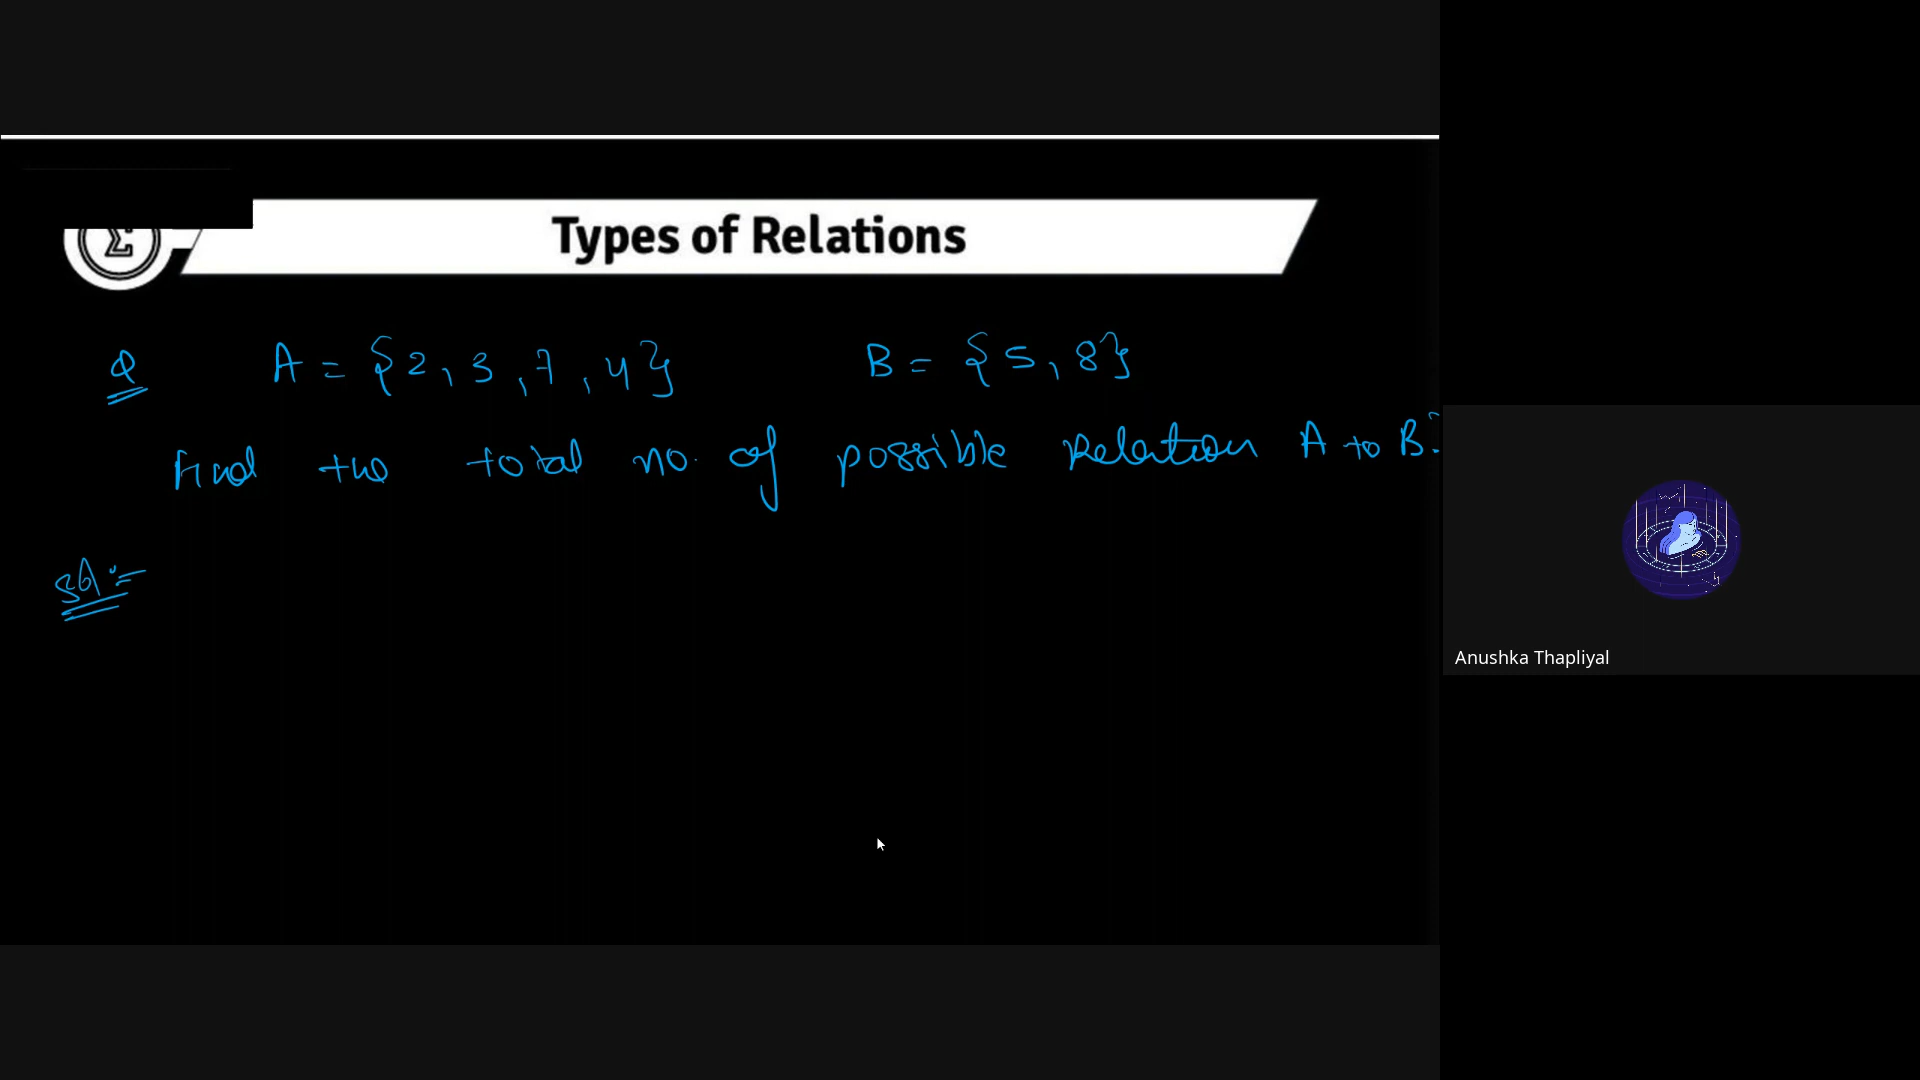 Types of Relations
Q A = {2, 3, 7, 4} B = {5, 8}
Find the total no. of possible Relation A to B?
Sol :-
Anushka Thapliyal